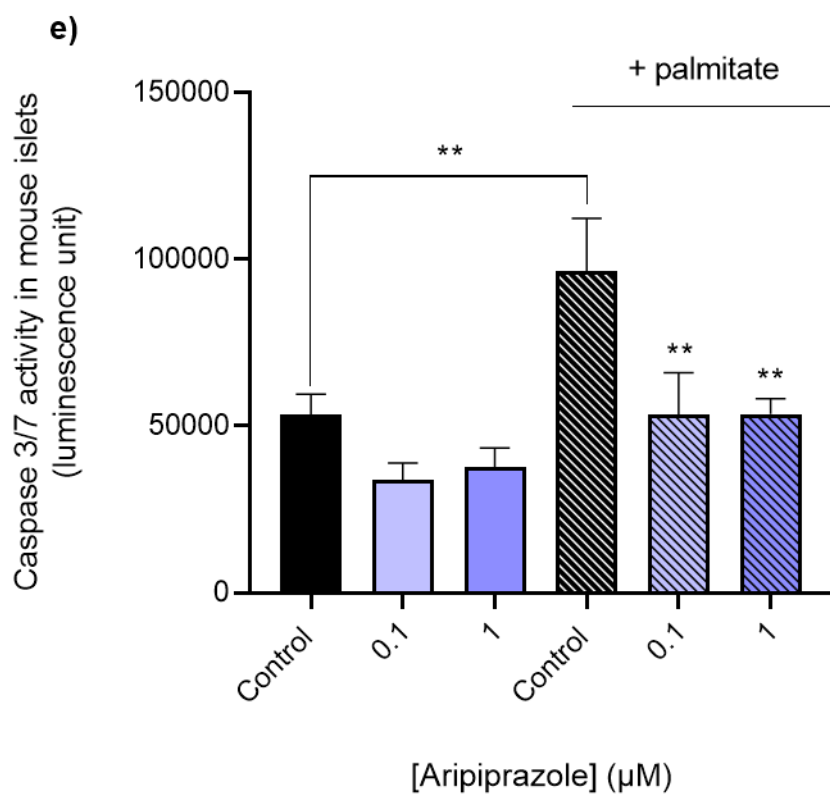 e)
+ palmitate
Caspase 3/7 activity in mouse islets
(luminescence unit)
150000
100000
50000
0
**
**
**
Control
0.1
1
Control
0.1
1
[Aripiprazole] (μM)